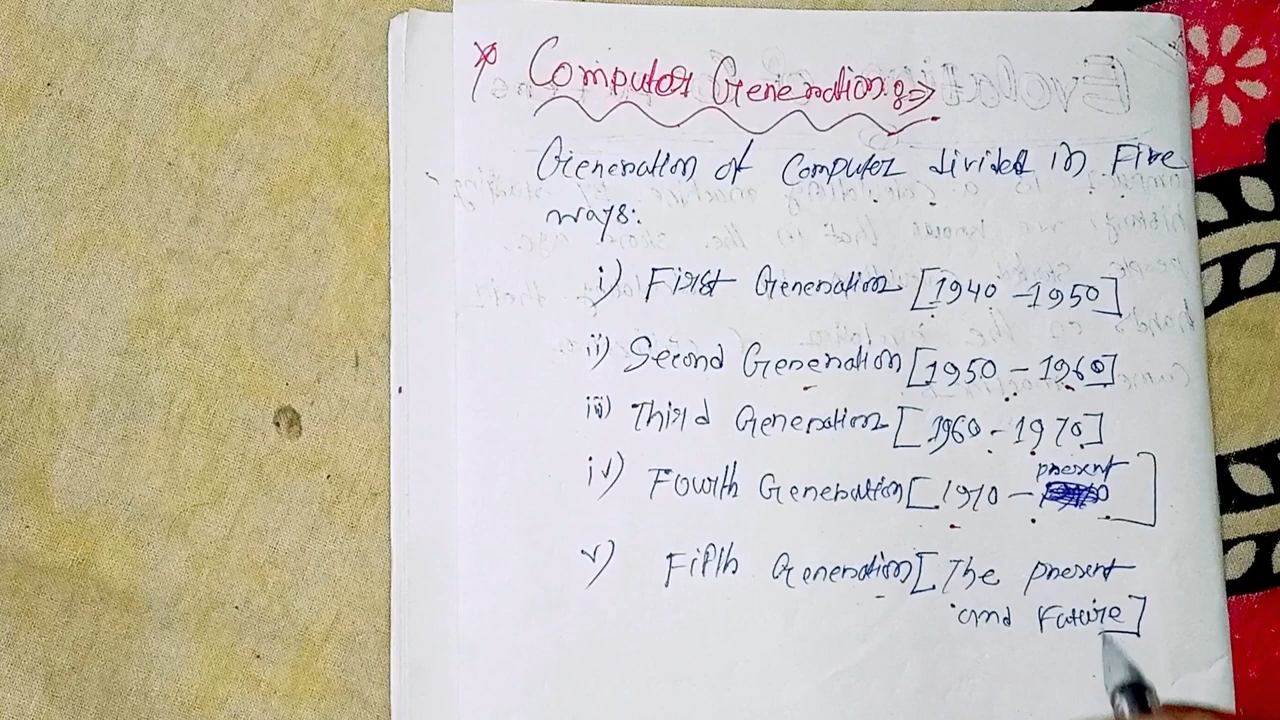 * Computer Generation :⇒
Generation of Computer divided in Five
ways:
i) First Generation [1940 - 1950]
ii) Second Generation [1950 - 1960]
iii) Third Generation [1960 - 1970]
iv) Fourth Generation [1970 - present]
v) Fifth Generation [The present
and Future]